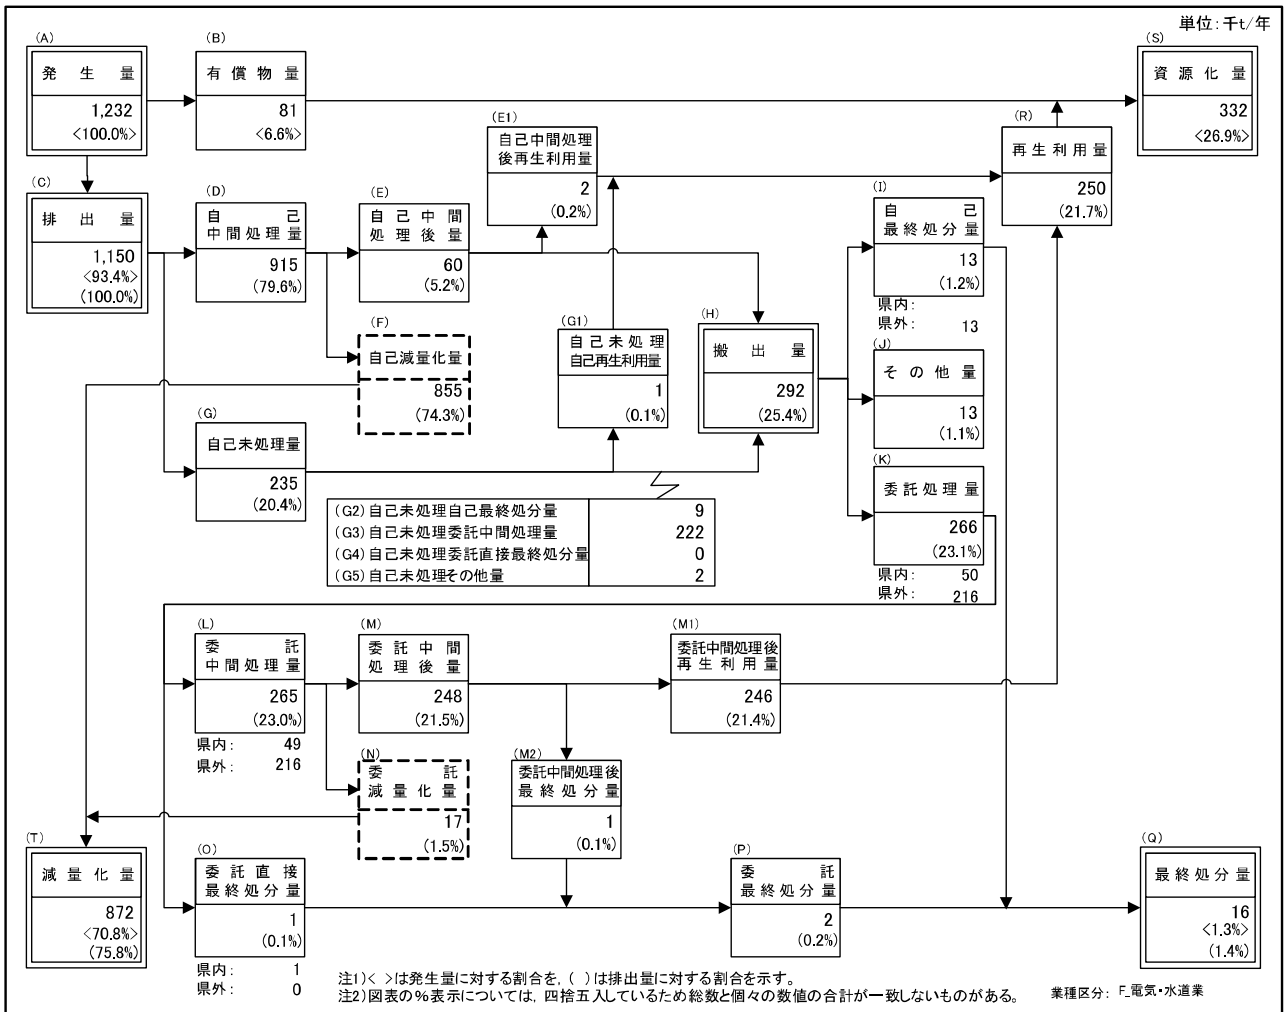 単位：千t/年
(A)
発生量
1,232
<100.0%>
(B)
有償物量
81
<6.6%>
(S)
資源化量
332
<26.9%>
(E1)
自己中間処理
後再生利用量
2
(0.2%)
(R)
再生利用量
250
(21.7%)
(C)
排出量
1,150
<93.4%>
(100.0%)
(D)
自己
中間処理量
915
(79.6%)
(E)
自己中間
処理後量
60
(5.2%)
(I)
自己
最終処分量
13
(1.2%)
県内：
県外： 13
(F)
自己減量化量
855
(74.3%)
(G1)
自己未処理
自己再生利用量
1
(0.1%)
(H)
搬出量
292
(25.4%)
(J)
その他量
13
(1.1%)
(G)
自己未処理量
235
(20.4%)
(K)
委託処理量
266
(23.1%)
県内： 50
県外： 216
(G2)自己未処理自己最終処分量 9
(G3)自己未処理委託中間処理量 222
(G4)自己未処理委託直接最終処分量 0
(G5)自己未処理その他量 2
(L)
委託
中間処理量
265
(23.0%)
県内： 49
県外： 216
(M)
委託中間
処理後量
248
(21.5%)
(M1)
委託中間処理後
再生利用量
246
(21.4%)
(N)
委託
減量化量
17
(1.5%)
(M2)
委託中間処理後
最終処分量
1
(0.1%)
(T)
減量化量
872
<70.8%>
(75.8%)
(O)
委託直接
最終処分量
1
(0.1%)
県内： 1
県外： 0
(P)
委託
最終処分量
2
(0.2%)
(Q)
最終処分量
16
<1.3%>
(1.4%)
注1)< >は発生量に対する割合を、( )は排出量に対する割合を示す。
注2)図表の％表示については、四捨五入しているため総数と個々の数値の合計が一致しないものがある。
業種区分： F_電気・水道業